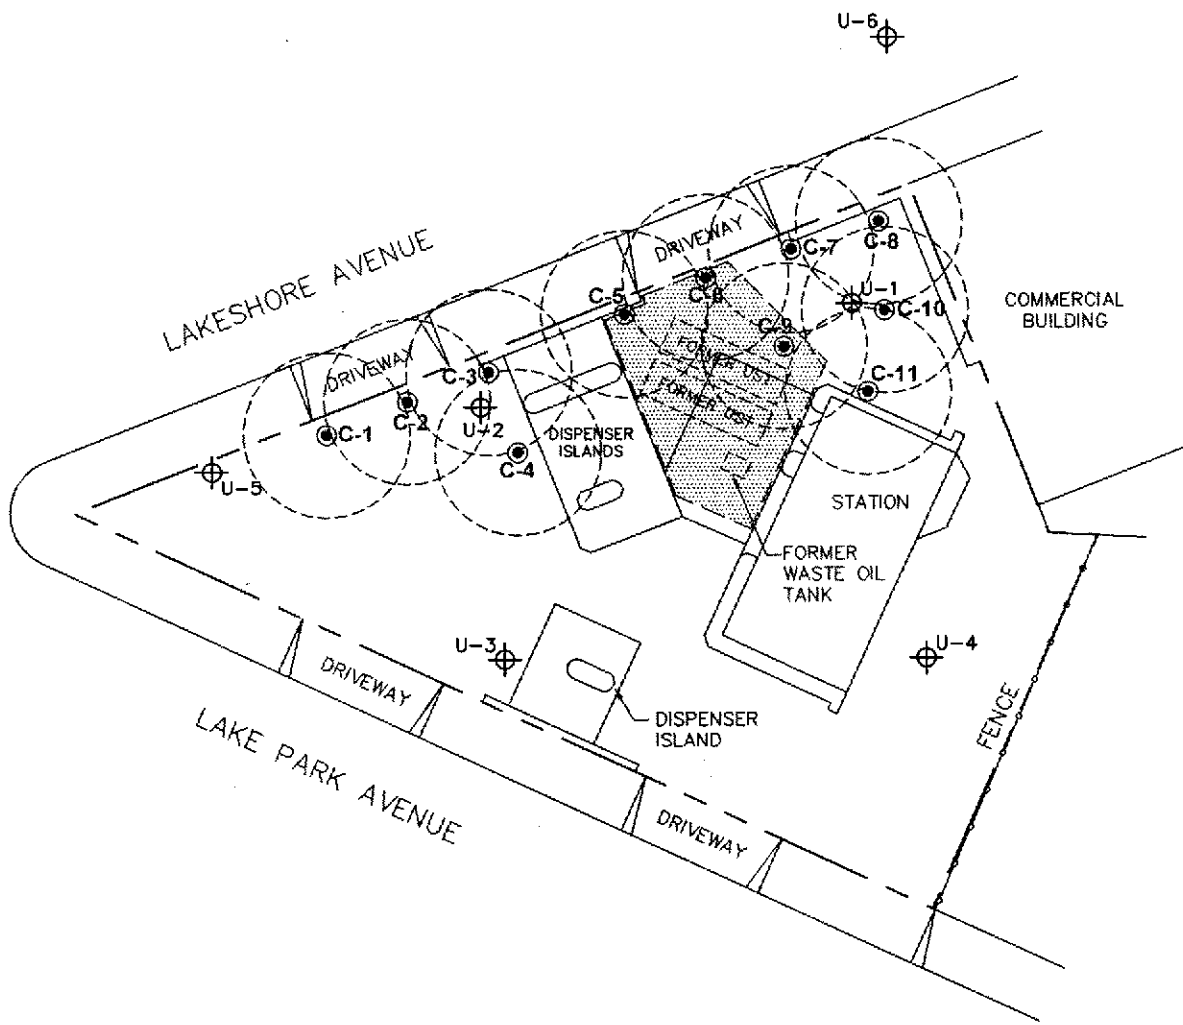 U-6
LAKESHORE AVENUE
DRIVEWAY
C-7
C-8
C-5
C-6
U-1
C-10
COMMERCIAL
BUILDING
DRIVEWAY
C-3
C-9
FORMER UST
FORMER UST
C-11
C-1
C-2
U-2
C-4
DISPENSER
ISLANDS
U-5
STATION
FORMER
WASTE OIL
TANK
U-3
U-4
DRIVEWAY
DISPENSER
ISLAND
FENCE
LAKE PARK AVENUE
DRIVEWAY